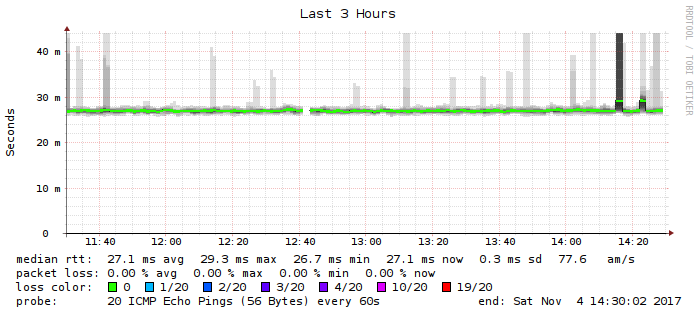 Last 3 Hours
RRDTOOL / TOBI OETIKER
Seconds
40 m
30 m
20 m
10 m
0
11:40 12:00 12:20 12:40 13:00 13:20 13:40 14:00 14:20
median rtt: 27.1 ms avg 29.3 ms max 26.7 ms min 27.1 ms now 0.3 ms sd 77.6 am/s
packet loss: 0.00 % avg 0.00 % max 0.00 % min 0.00 % now
loss color: 0 1/20 2/20 3/20 4/20 10/20 19/20
probe: 20 ICMP Echo Pings (56 Bytes) every 60s end: Sat Nov 4 14:30:02 2017